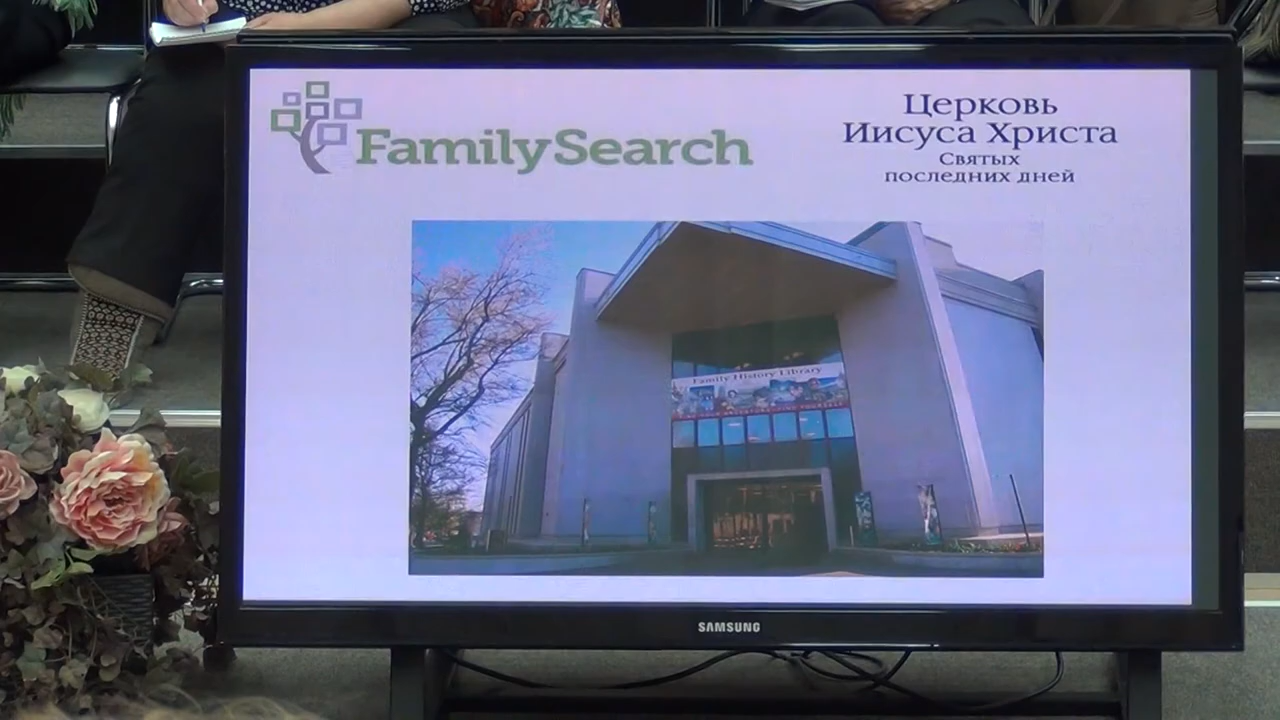 FamilySearch
Церковь
Иисуса Христа
Святых
последних дней
Family History Library
SAMSUNG